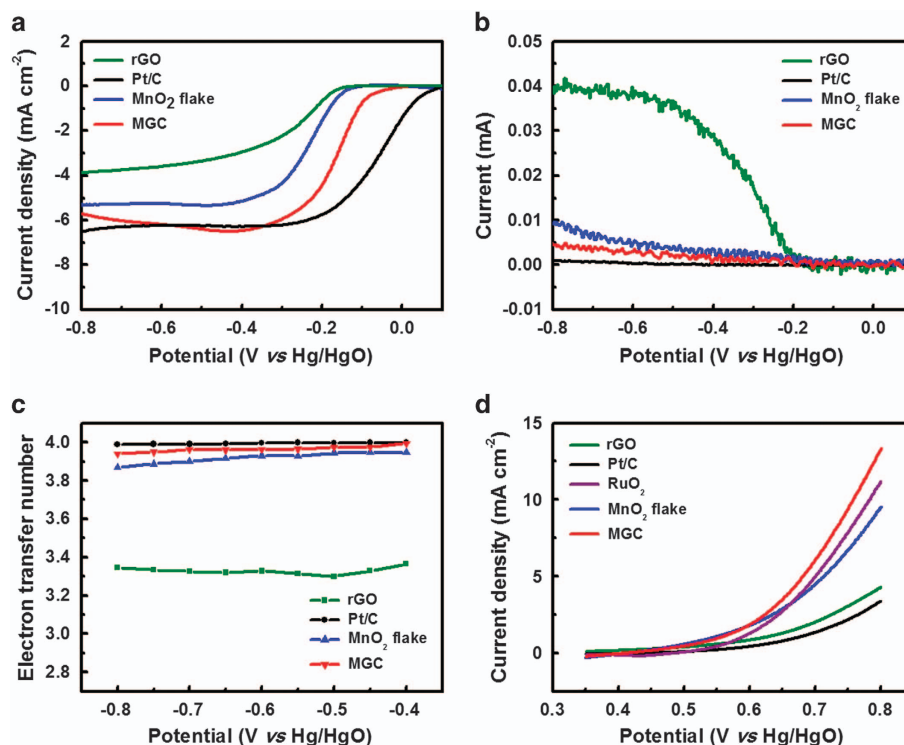 a
Current density (mA cm⁻²)
2
0
-2
-4
-6
-8
-10
rGO
Pt/C
MnO₂ flake
MGC
-0.8 -0.6 -0.4 -0.2 0.0
Potential (V vs Hg/HgO)
b
Current (mA)
0.05
0.04
0.03
0.02
0.01
0.00
-0.01
rGO
Pt/C
MnO₂ flake
MGC
-0.8 -0.6 -0.4 -0.2 0.0
Potential (V vs Hg/HgO)
c
Electron transfer number
4.0
3.8
3.6
3.4
3.2
3.0
2.8
rGO
Pt/C
MnO₂ flake
MGC
-0.8 -0.7 -0.6 -0.5 -0.4
Potential (V vs Hg/HgO)
d
Current density (mA cm⁻²)
15
10
5
0
rGO
Pt/C
RuO₂
MnO₂ flake
MGC
0.3 0.4 0.5 0.6 0.7 0.8
Potential (V vs Hg/HgO)